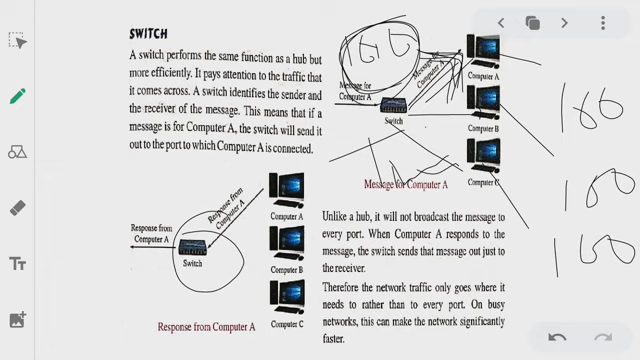 SWITCH
A switch performs the same function as a hub but
more efficiently. It pays attention to the traffic that
it comes across. A switch identifies the sender and
the receiver of the message. This means that if a
message is for Computer A, the switch will send it
out to the port to which Computer A is connected.
Message for
Computer A
Message for
Computer A
Switch
Computer A
Computer B
Computer C
Message for Computer A
100
100
Response from
Computer A
Response from
Computer A
Switch
Computer A
Computer B
Computer C
Response from Computer A
Unlike a hub, it will not broadcast the message to
every port. When Computer A responds to
the message, the switch sends that message out just to
the receiver.
Therefore the network traffic only goes where it
needs to rather than to every port. On busy
networks, this can make the network significantly
faster.
Tт